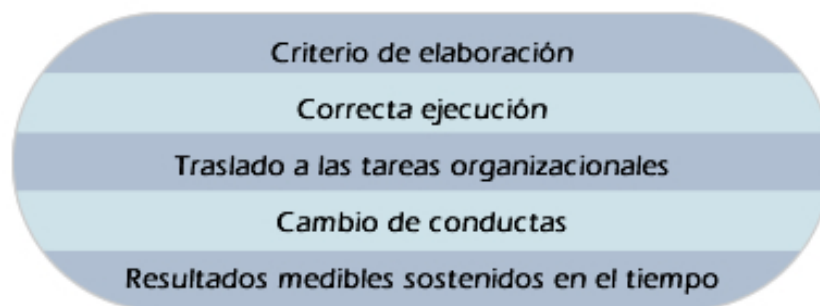 Criterio de elaboración
Correcta ejecución
Traslado a las tareas organizacionales
Cambio de conductas
Resultados medibles sostenidos en el tiempo